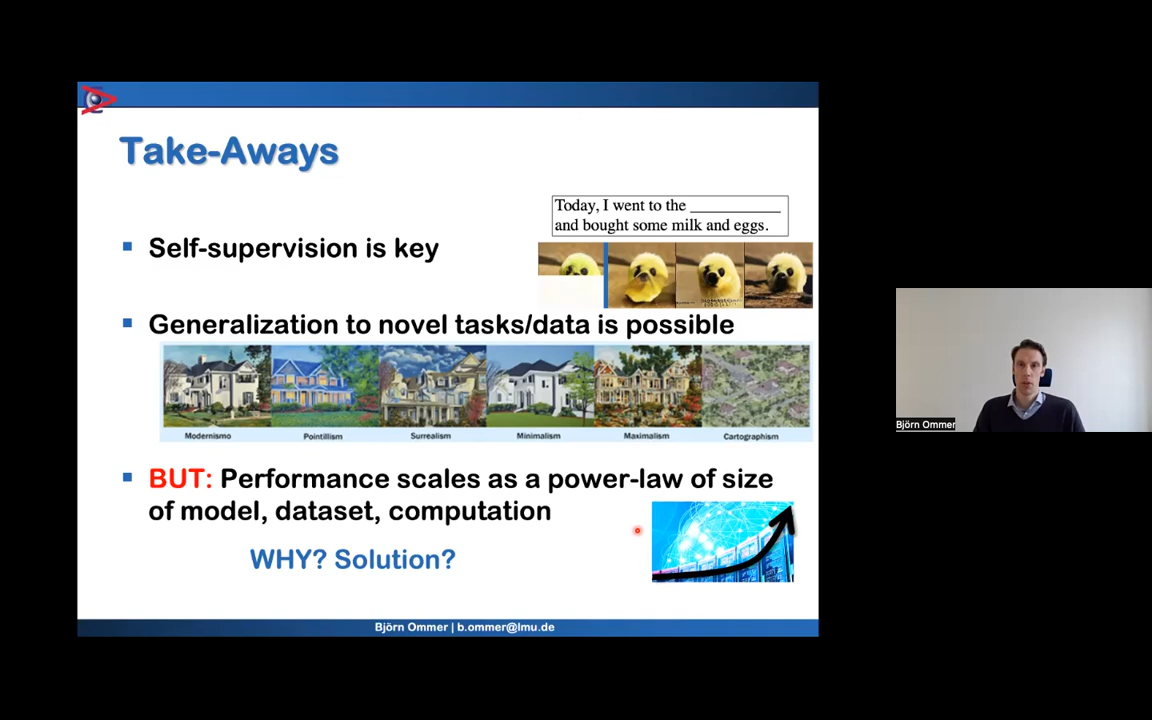 Take-Aways
Today, I went to the ___________
and bought some milk and eggs.
Self-supervision is key
Generalization to novel tasks/data is possible
Modernismo Pointillism Surrealism Minimalism Maximalism Cartographism
BUT: Performance scales as a power-law of size
of model, dataset, computation
WHY? Solution?
Björn Ommer | b.ommer@lmu.de
Björn Ommer